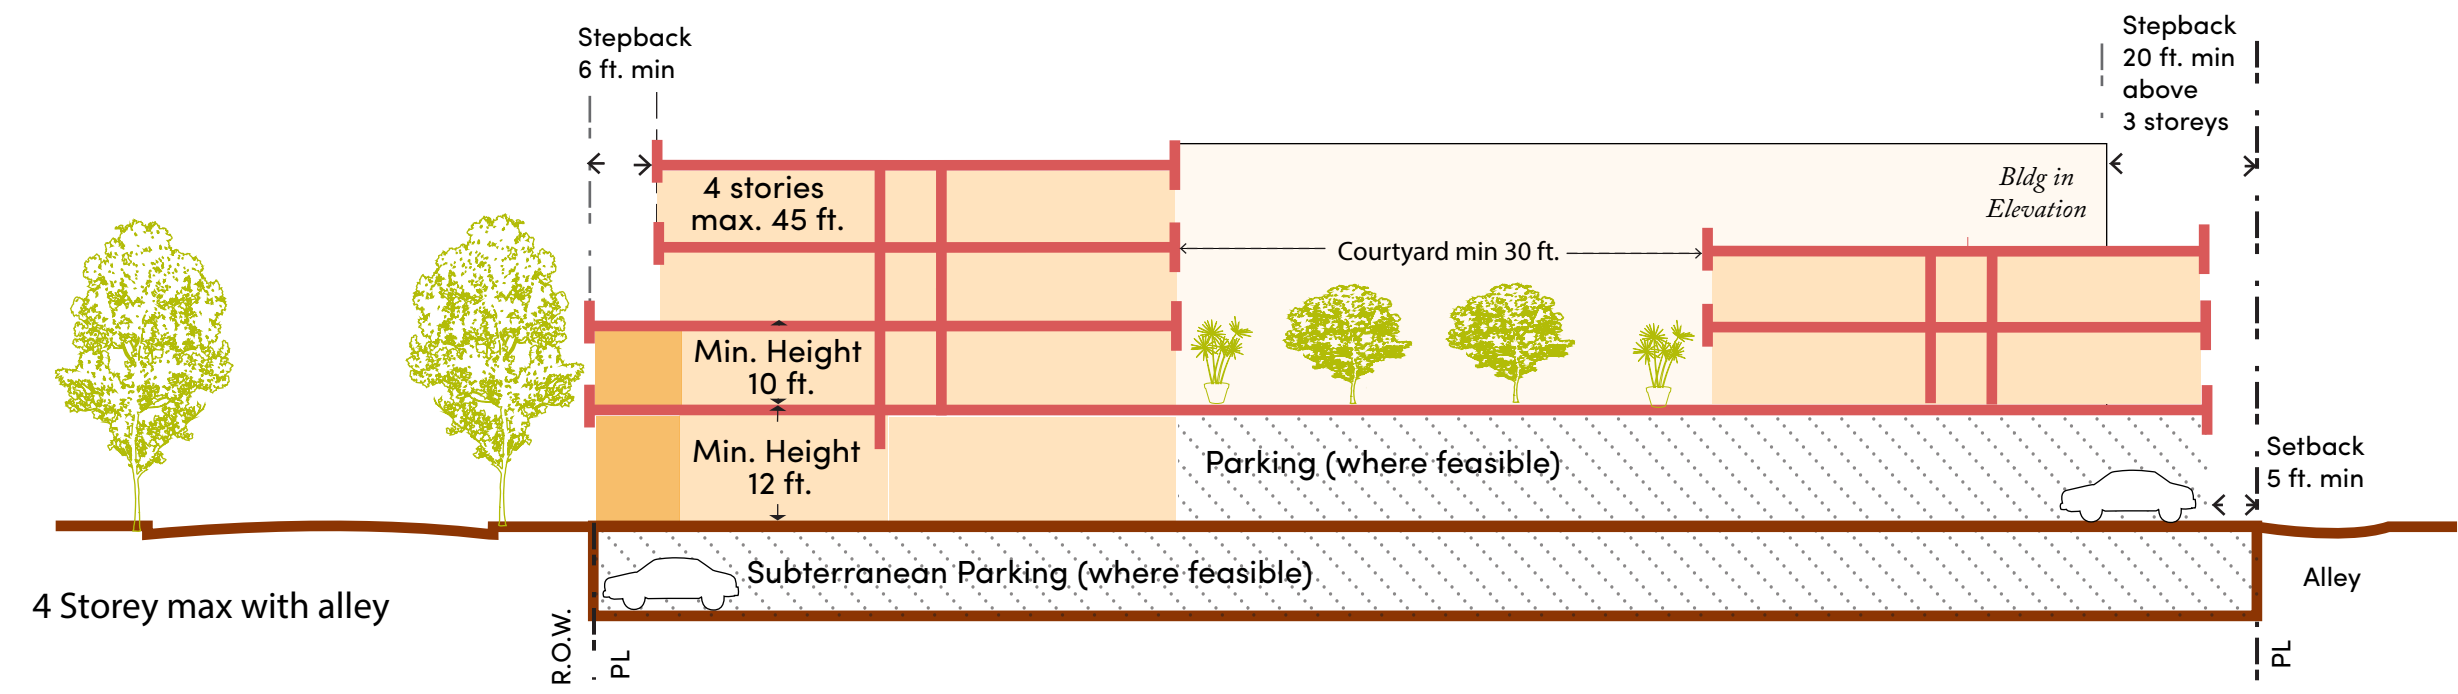 Stepback
6 ft. min
Stepback
20 ft. min
above
3 storeys
4 stories
max. 45 ft.
Bldg in
Elevation
Courtyard min 30 ft.
Min. Height
10 ft.
Min. Height
12 ft.
Parking (where feasible)
Setback
5 ft. min
Subterranean Parking (where feasible)
Alley
4 Storey max with alley
R.O.W.
PL
PL